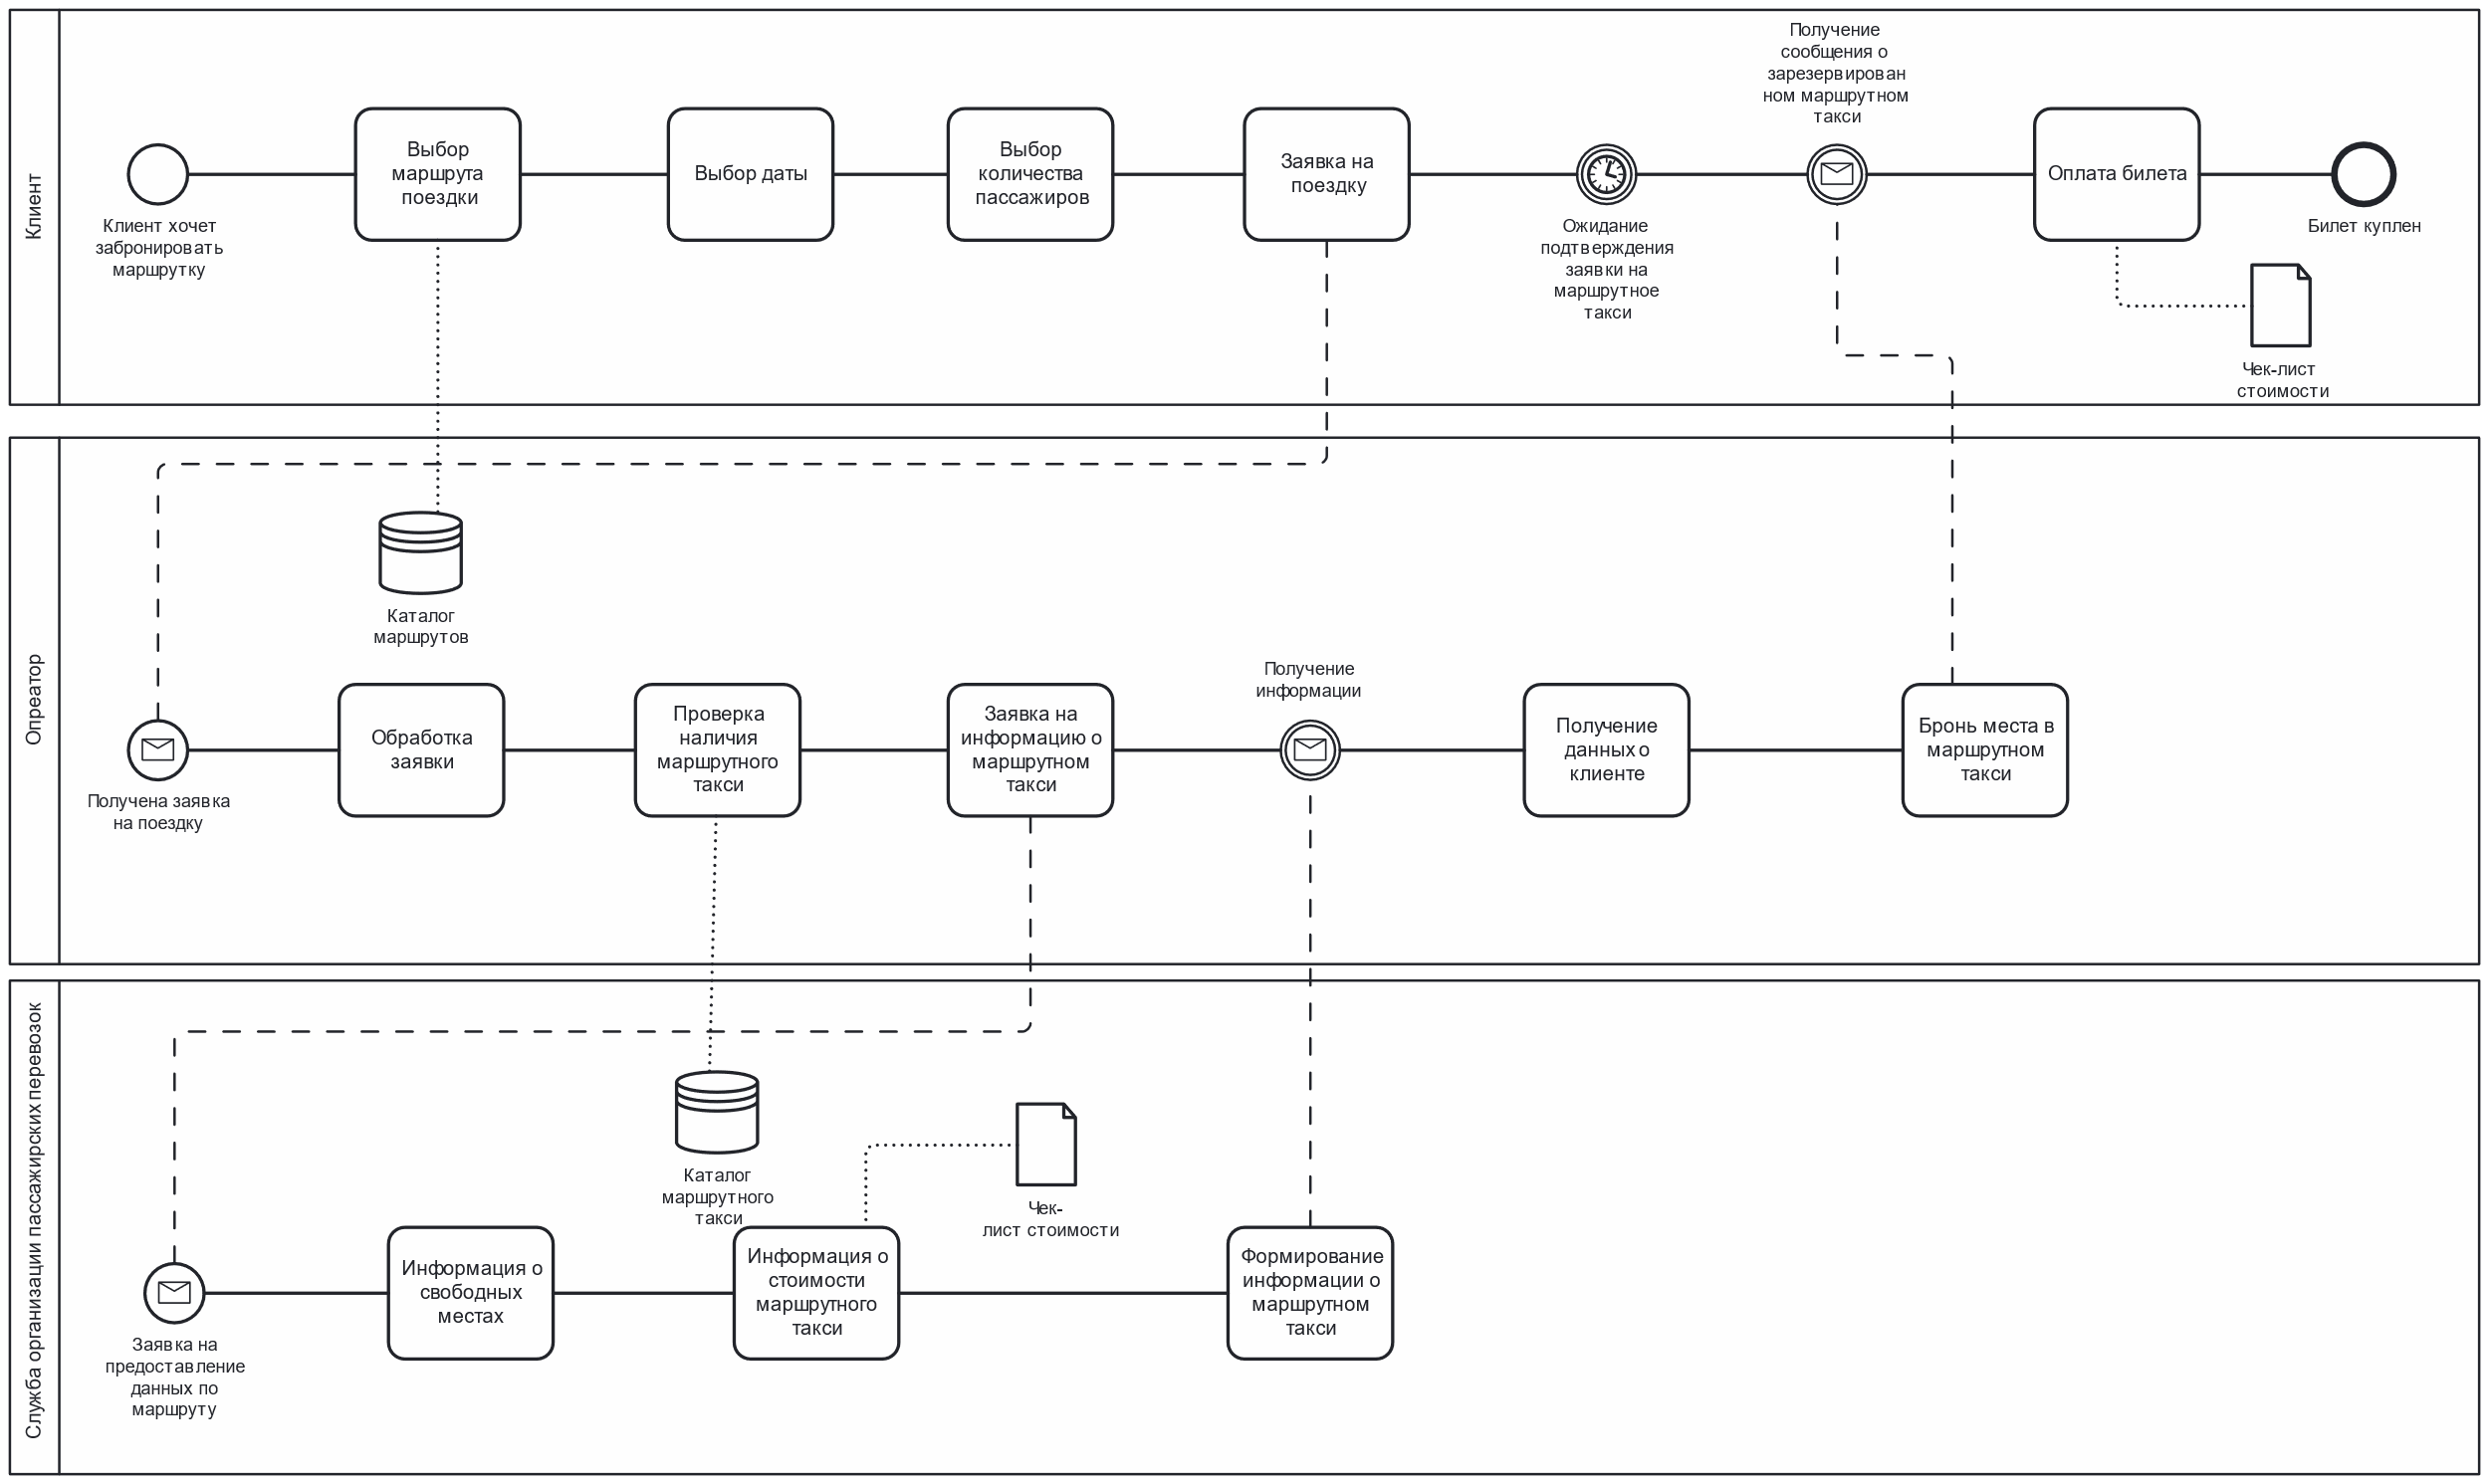 Клиент
Клиент хочет
забронировать
маршрутку
Выбор
маршрута
поездки
Выбор даты
Выбор
количества
пассажиров
Заявка на
поездку
Ожидание
подтверждения
заявки на
маршрутное
такси
Получение
сообщения о
зарезервирован
ном маршрутном
такси
Оплата билета
Билет куплен
Чек-лист
стоимости
Опреатор
Каталог
маршрутов
Получена заявка
на поездку
Обработка
заявки
Проверка
наличия
маршрутного
такси
Заявка на
информацию о
маршрутном
такси
Получение
информации
Получение
данных о
клиенте
Бронь места в
маршрутном
такси
Служба организации пассажирских перевозок
Каталог
маршрутного
такси
Чек-
лист стоимости
Заявка на
предоставление
данных по
маршруту
Информация о
свободных
местах
Информация о
стоимости
маршрутного
такси
Формирование
информации о
маршрутном
такси